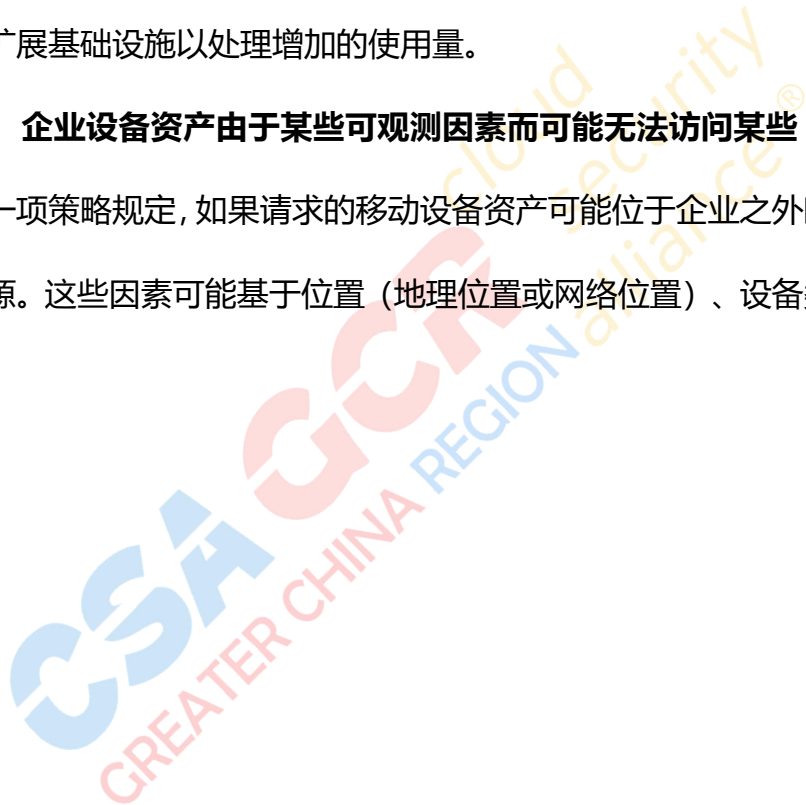 扩展基础设施以处理增加的使用量。
企业设备资产由于某些可观测因素而可能无法访问某些
一项策略规定，如果请求的移动设备资产可能位于企业之外
源。这些因素可能基于位置（地理位置或网络位置）、设备
cloud security alliance®
CSA GCR
GREATER CHINA REGION